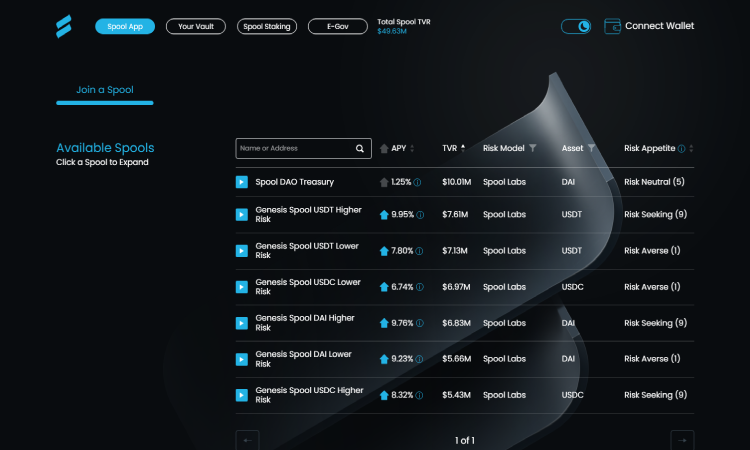 Spool App
Your Vault
Spool Staking
E-Gov
Total Spool TVR
$49.63M
Connect Wallet
Join a Spool
Available Spools
Click a Spool to Expand
Name or Address APY TVR Risk Model Asset Risk Appetite
Spool DAO Treasury 1.25% $10.01M Spool Labs DAI Risk Neutral (5)
Genesis Spool USDT Higher
Risk 9.95% $7.61M Spool Labs USDT Risk Seeking (9)
Genesis Spool USDT Lower
Risk 7.80% $7.13M Spool Labs USDT Risk Averse (1)
Genesis Spool USDC Lower
Risk 6.74% $6.97M Spool Labs USDC Risk Averse (1)
Genesis Spool DAI Higher
Risk 9.76% $6.83M Spool Labs DAI Risk Seeking (9)
Genesis Spool DAI Lower
Risk 9.23% $5.66M Spool Labs DAI Risk Averse (1)
Genesis Spool USDC Higher
Risk 8.32% $5.43M Spool Labs USDC Risk Seeking (9)
1 of 1